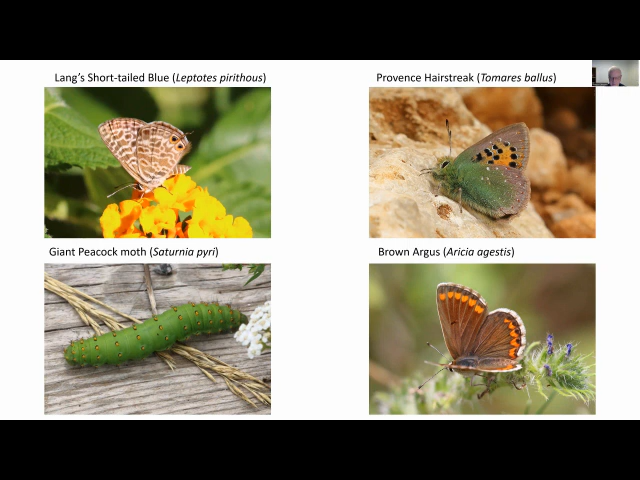 Lang's Short-tailed Blue (Leptotes pirithous)
Provence Hairstreak (Tomares ballus)
Giant Peacock moth (Saturnia pyri)
Brown Argus (Aricia agestis)